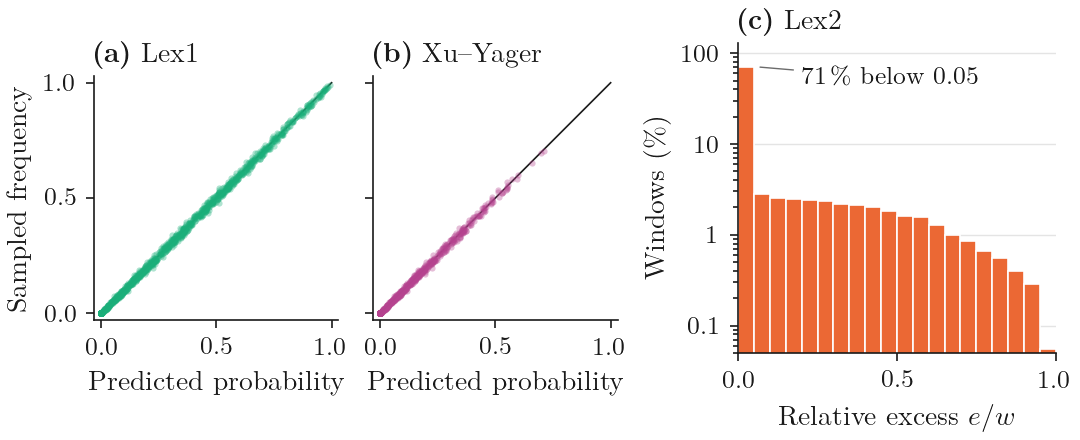 (a) Lex1
Sampled frequency
1.0
0.5
0.0
0.0 0.5 1.0
Predicted probability
(b) Xu–Yager
0.0 0.5 1.0
Predicted probability
(c) Lex2
Windows (%)
100
10
1
0.1
71% below 0.05
0.0 0.5 1.0
Relative excess e/w